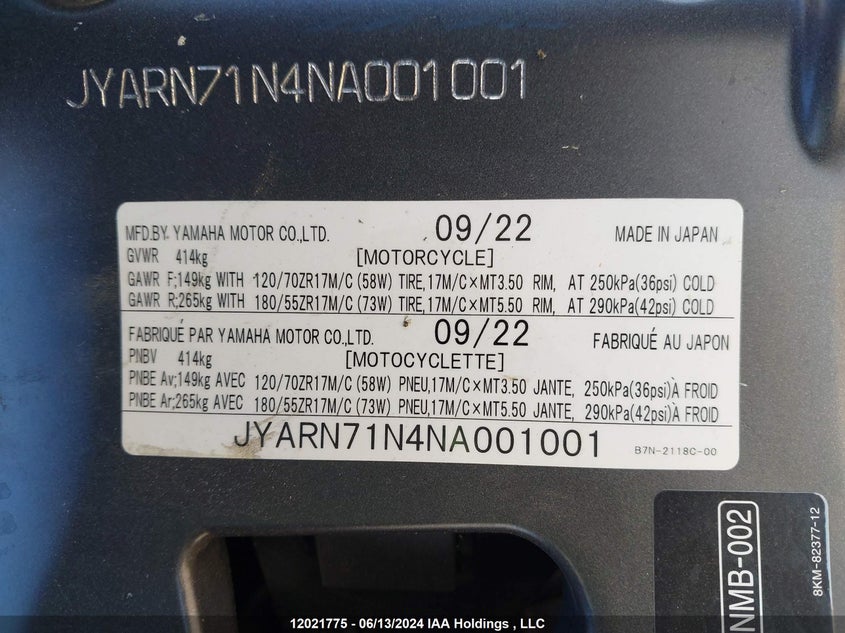 JYARN71N4NA001001
MFD.BY YAMAHA MOTOR CO.,LTD. 09/22 MADE IN JAPAN
GVWR 414kg [MOTORCYCLE]
GAWR F;149kg WITH 120/70ZR17M/C (58W) TIRE,17M/C×MT3.50 RIM, AT 250kPa(36psi) COLD
GAWR R;265kg WITH 180/55ZR17M/C (73W) TIRE,17M/C×MT5.50 RIM, AT 290kPa(42psi) COLD
FABRIQUÉ PAR YAMAHA MOTOR CO.,LTD. 09/22 FABRIQUÉ AU JAPON
PNBV 414kg [MOTOCYCLETTE]
PNBE Av;149kg AVEC 120/70ZR17M/C (58W) PNEU,17M/C×MT3.50 JANTE, 250kPa(36psi)À FROID
PNBE Ar;265kg AVEC 180/55ZR17M/C (73W) PNEU,17M/C×MT5.50 JANTE, 290kPa(42psi)À FROID
JYARN71N4NA001001
B7N-2118C-00
NMB-002
8KM-82377-12
12021775 - 06/13/2024 IAA Holdings , LLC